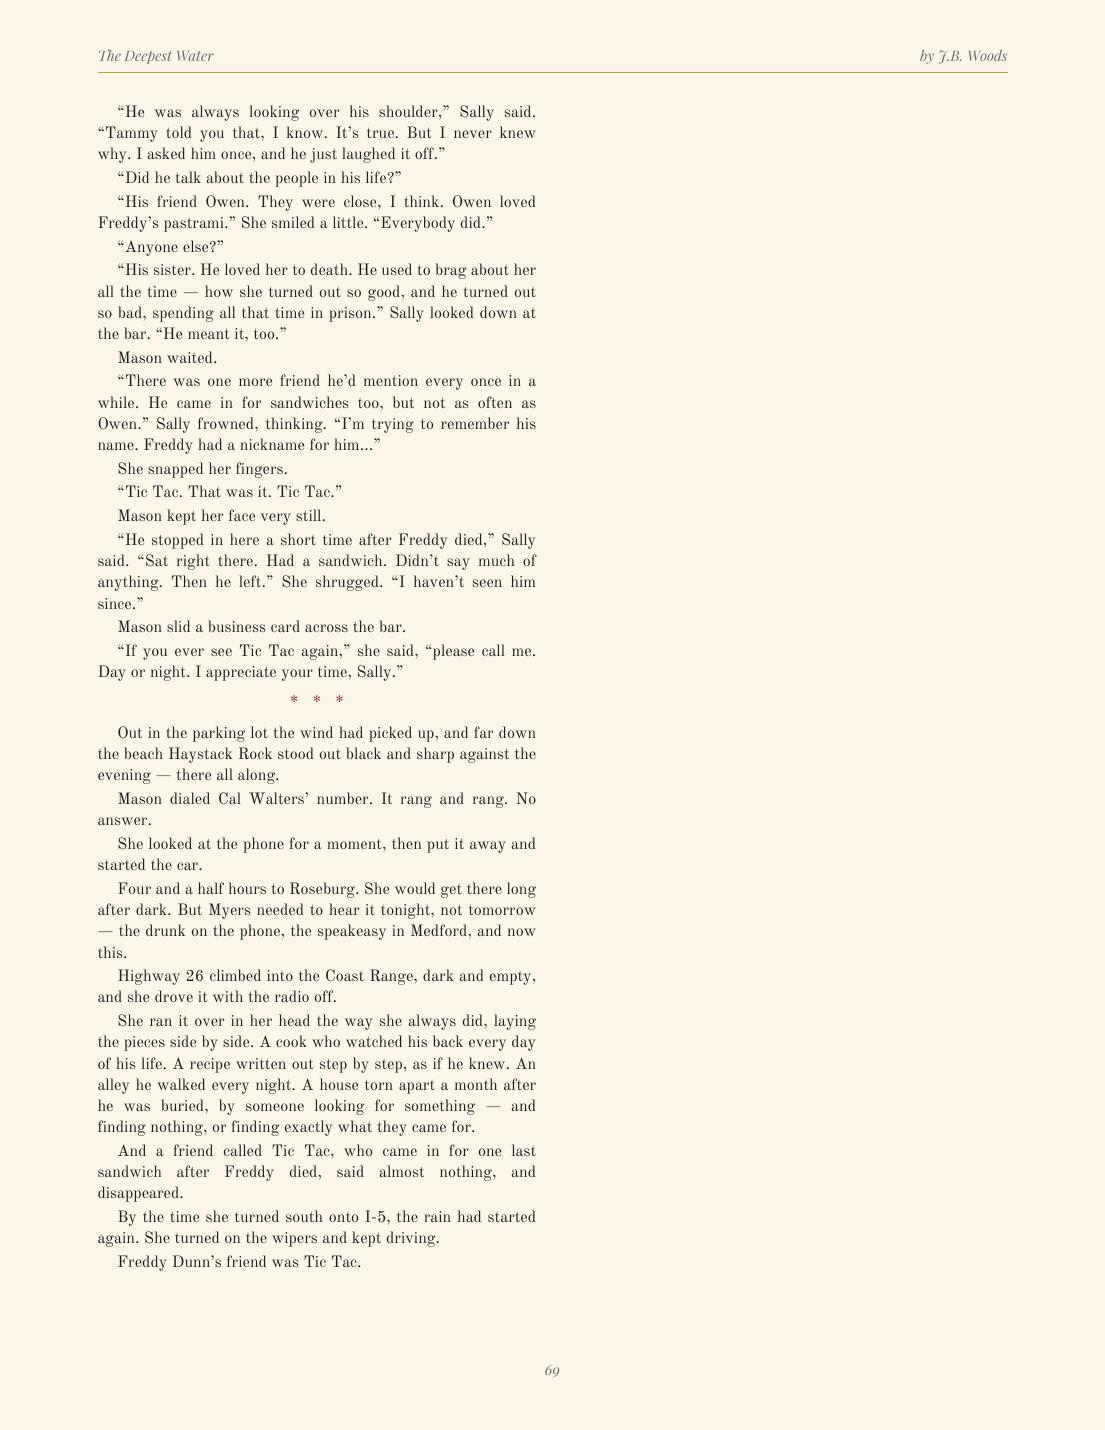 The Deepest Water
by J.B. Woods
“He was always looking over his shoulder,” Sally said.
“Tammy told you that, I know. It’s true. But I never knew
why. I asked him once, and he just laughed it off.”
“Did he talk about the people in his life?”
“His friend Owen. They were close, I think. Owen loved
Freddy’s pastrami.” She smiled a little. “Everybody did.”
“Anyone else?”
“His sister. He loved her to death. He used to brag about her
all the time — how she turned out so good, and he turned out
so bad, spending all that time in prison.” Sally looked down at
the bar. “He meant it, too.”
Mason waited.
“There was one more friend he’d mention every once in a
while. He came in for sandwiches too, but not as often as
Owen.” Sally frowned, thinking. “I’m trying to remember his
name. Freddy had a nickname for him...”
She snapped her fingers.
“Tic Tac. That was it. Tic Tac.”
Mason kept her face very still.
“He stopped in here a short time after Freddy died,” Sally
said. “Sat right there. Had a sandwich. Didn’t say much of
anything. Then he left.” She shrugged. “I haven’t seen him
since.”
Mason slid a business card across the bar.
“If you ever see Tic Tac again,” she said, “please call me.
Day or night. I appreciate your time, Sally.”
* * *
Out in the parking lot the wind had picked up, and far down
the beach Haystack Rock stood out black and sharp against the
evening — there all along.
Mason dialed Cal Walters’ number. It rang and rang. No
answer.
She looked at the phone for a moment, then put it away and
started the car.
Four and a half hours to Roseburg. She would get there long
after dark. But Myers needed to hear it tonight, not tomorrow
— the drunk on the phone, the speakeasy in Medford, and now
this.
Highway 26 climbed into the Coast Range, dark and empty,
and she drove it with the radio off.
She ran it over in her head the way she always did, laying
the pieces side by side. A cook who watched his back every day
of his life. A recipe written out step by step, as if he knew. An
alley he walked every night. A house torn apart a month after
he was buried, by someone looking for something — and
finding nothing, or finding exactly what they came for.
And a friend called Tic Tac, who came in for one last
sandwich after Freddy died, said almost nothing, and
disappeared.
By the time she turned south onto I-5, the rain had started
again. She turned on the wipers and kept driving.
Freddy Dunn’s friend was Tic Tac.
69